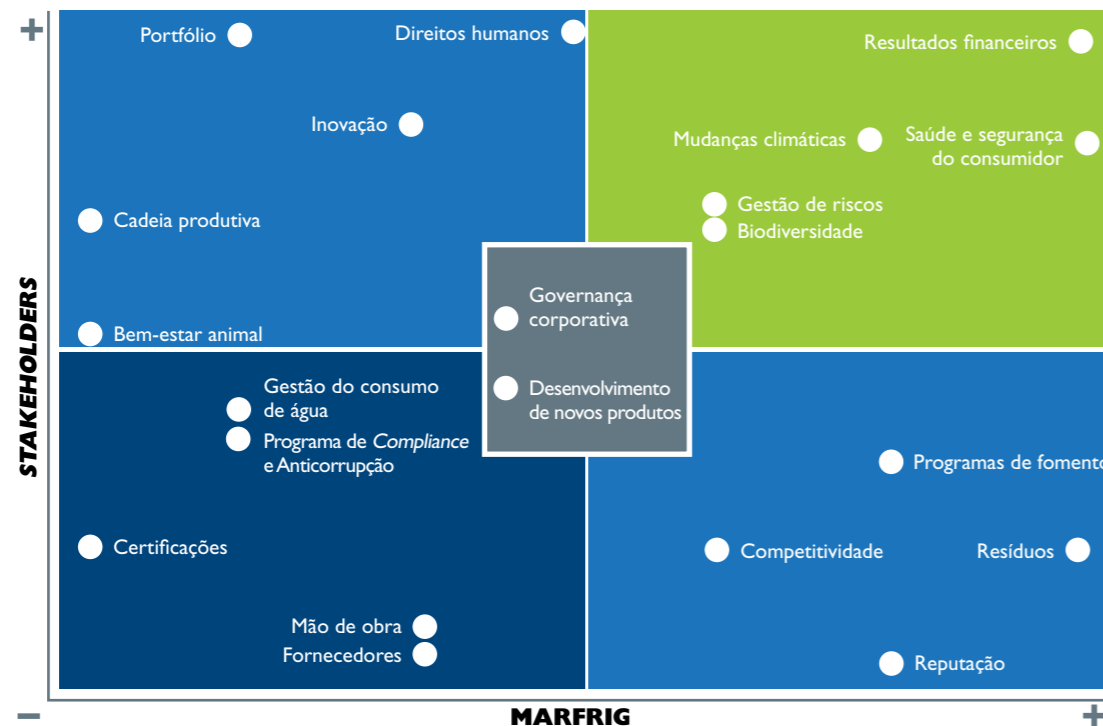 +
Portfólio
Direitos humanos
Resultados financeiros
Inovação
Mudanças climáticas
Saúde e segurança
do consumidor
Cadeia produtiva
Gestão de riscos
Biodiversidade
Governança
corporativa
Bem-estar animal
STAKEHOLDERS
Gestão do consumo
de água
Desenvolvimento
de novos produtos
Programa de Compliance
e Anticorrupção
Programas de fomento
Certificações
Competitividade
Resíduos
Mão de obra
Fornecedores
Reputação
–
MARFRIG
+